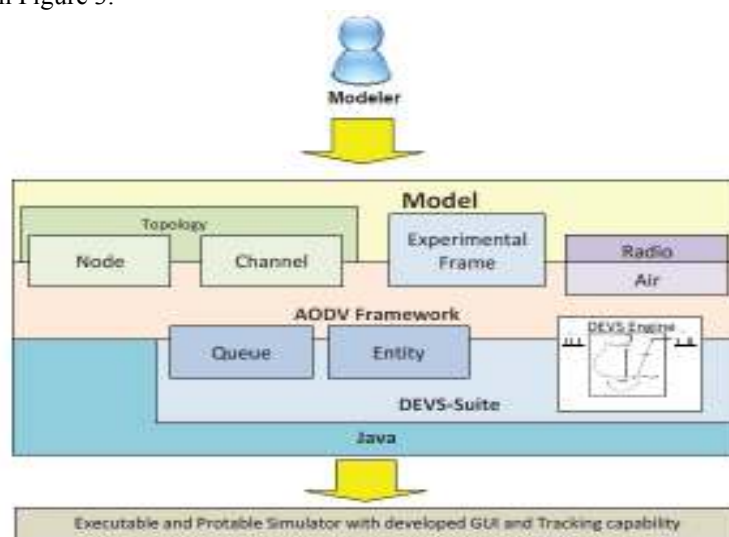 n Figure 3.
Modeler
Model
Topology
Node
Channel
Experimental
Frame
Radio
Air
AODV Framework
Queue
Entity
DEVS Engine
DEVS-Suite
Java
Executable and Protable Simulator with developed GUI and Tracking capability